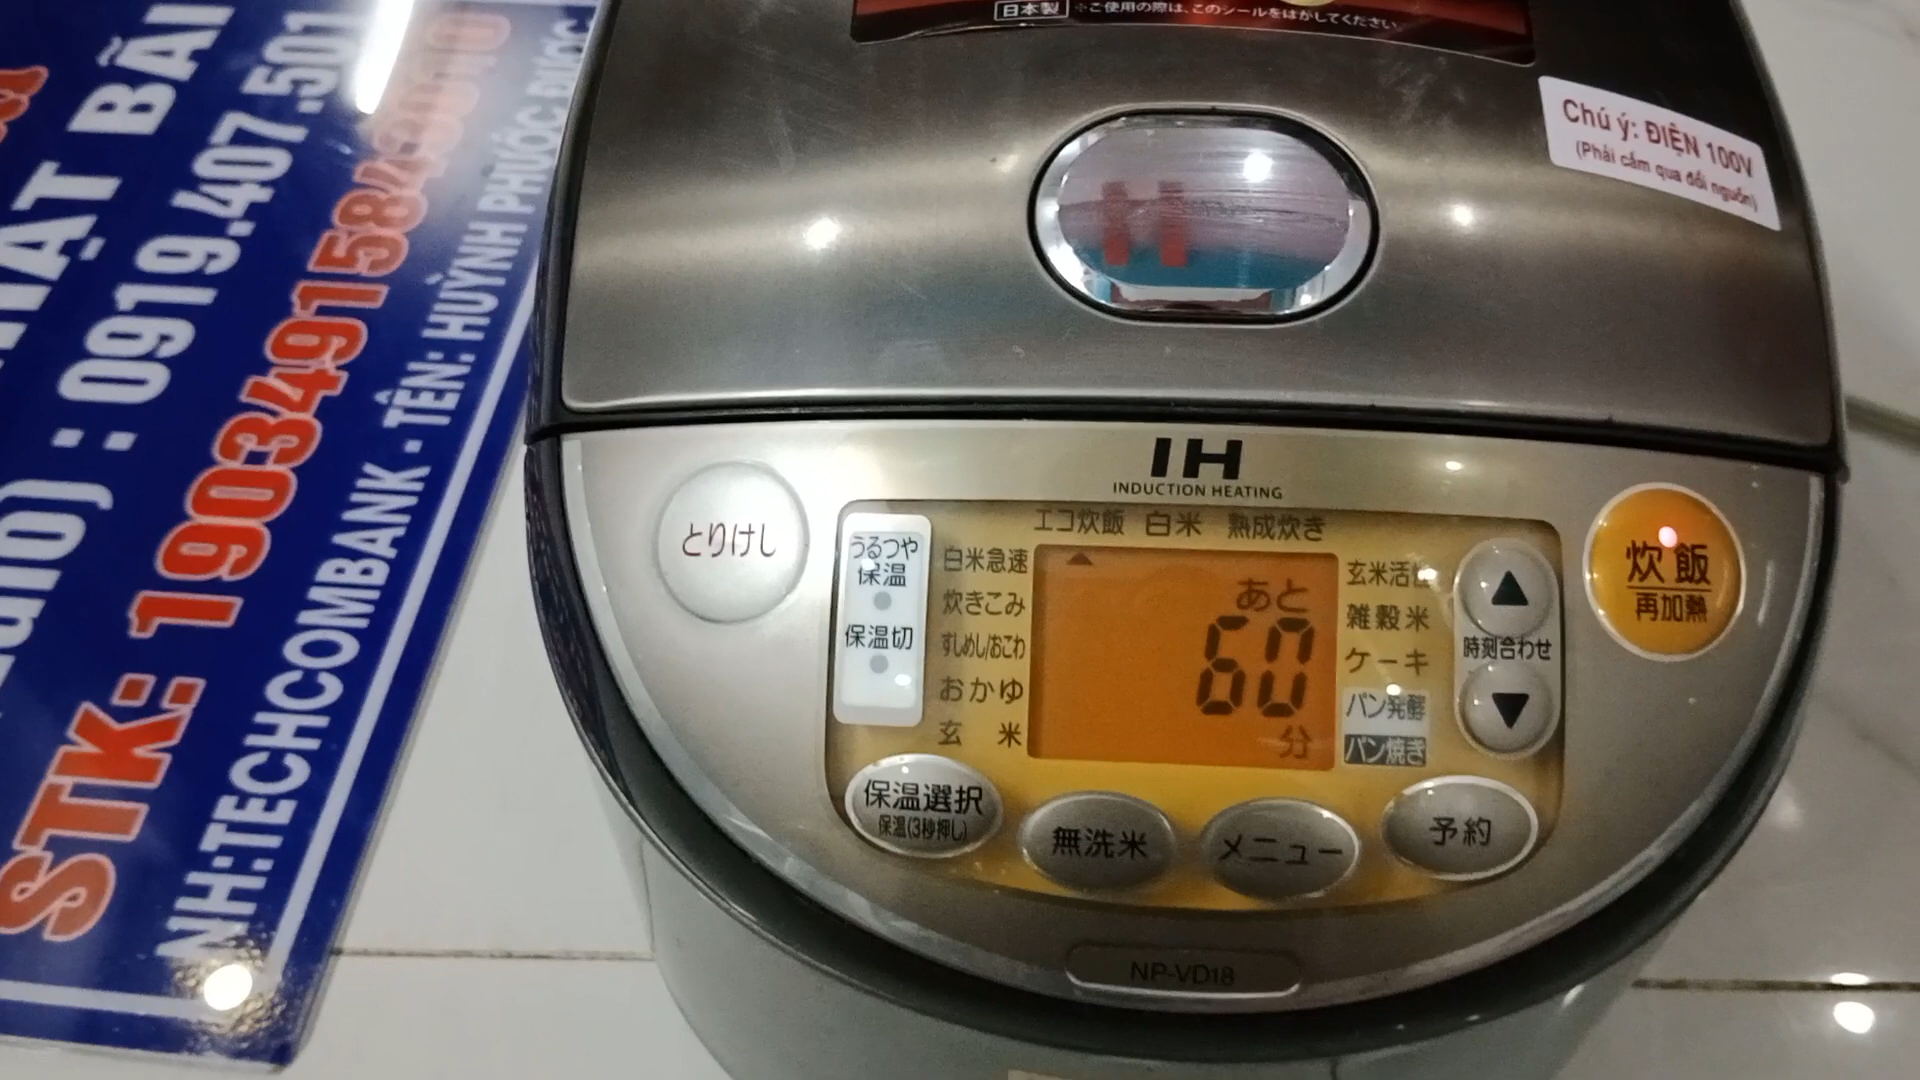 日本製 ※ご使用の際は、このシールをはがしてください。
Chú ý: ĐIỆN 100V
(Phải cắm qua đổi nguồn)
IH
INDUCTION HEATING
とりけし
うるつや
保温
保温切
エコ炊飯 白米 熟成炊き
白米急速
炊きこみ
すしめし/おこわ
おかゆ
玄 米
あと
60
分
玄米活性
雑穀米
ケーキ
パン発酵
パン焼き
▲
時刻合わせ
▼
炊飯
再加熱
保温選択
保温(3秒押し)
無洗米
メニュー
予約
NP-VD18
NHẬT BÃI
: 0919.407.501
STK: 19034915843010
NH:TECHCOMBANK - TÊN: HUỲNH PHƯỚC ĐƯỢC